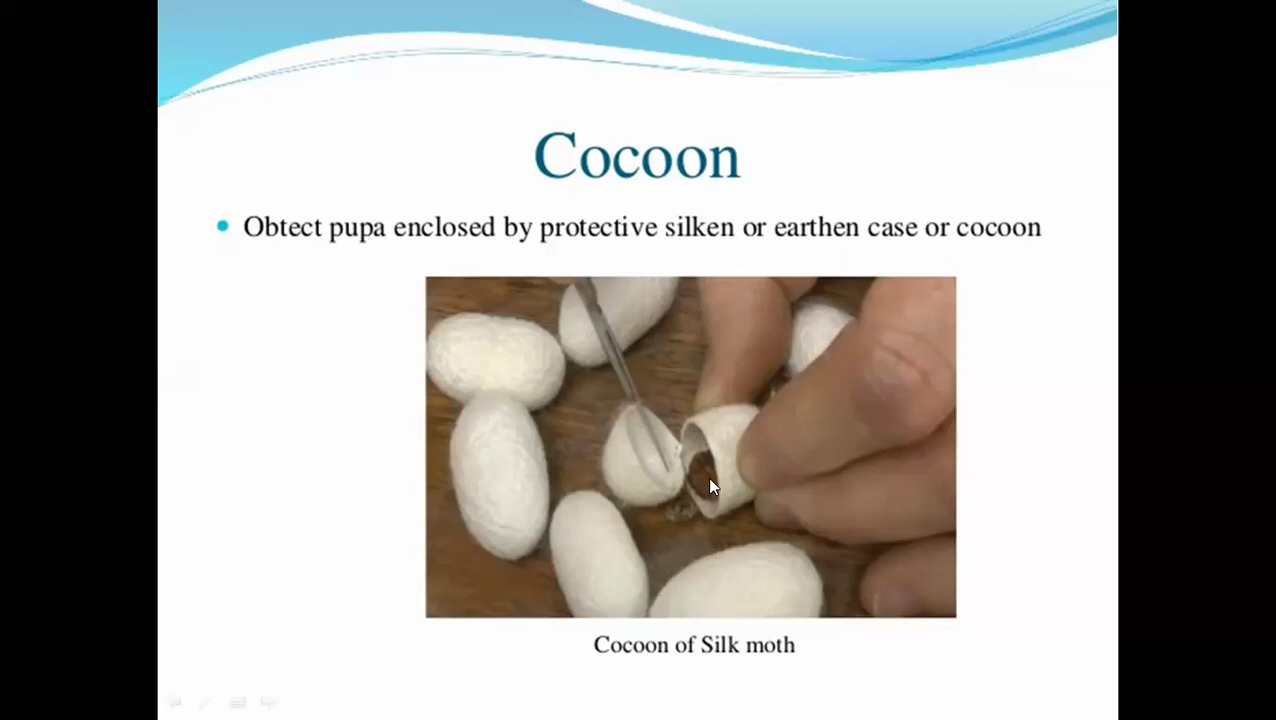 Cocoon
Obtect pupa enclosed by protective silken or earthen case or cocoon
Cocoon of Silk moth